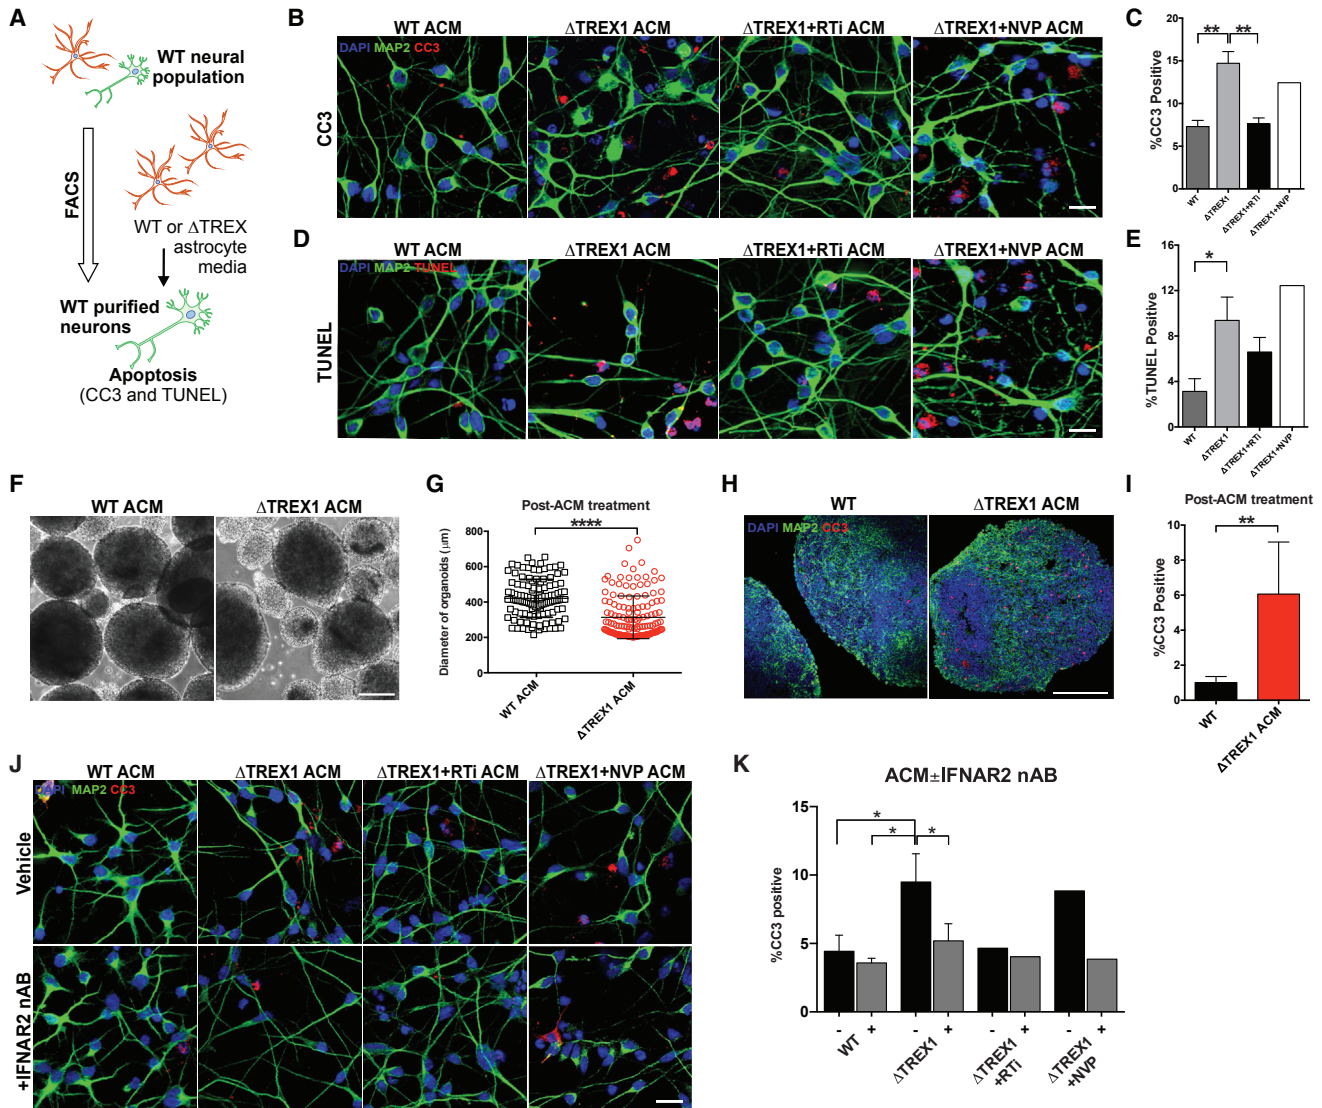 A
WT neural
population
FACS
WT or ΔTREX
astrocyte
media
WT purified
neurons
Apoptosis
(CC3 and TUNEL)
B
WT ACM
ΔTREX1 ACM
ΔTREX1+RTi ACM
ΔTREX1+NVP ACM
DAPI MAP2 CC3
CC3
C
%CC3 Positive
20
15
10
5
0
** **
WT
ΔTREX1
ΔTREX1+RTi
ΔTREX1+NVP
D
WT ACM
ΔTREX1 ACM
ΔTREX1+RTi ACM
ΔTREX1+NVP ACM
DAPI MAP2 TUNEL
TUNEL
E
%TUNEL Positive
16
12
8
4
0
*
WT
ΔTREX1
ΔTREX1+RTi
ΔTREX1+NVP
F
WT ACM
ΔTREX1 ACM
G
Post-ACM treatment
****
Diameter of organoids (μm)
800
600
400
200
0
WT ACM
ΔTREX1 ACM
H
WT
ΔTREX1 ACM
DAPI MAP2 CC3
I
Post-ACM treatment
**
%CC3 Positive
10
8
6
4
2
0
WT
ΔTREX1 ACM
J
WT ACM
ΔTREX1 ACM
ΔTREX1+RTi ACM
ΔTREX1+NVP ACM
DAPI MAP2 CC3
Vehicle
+IFNAR2 nAB
K
ACM±IFNAR2 nAB
%CC3 positive
15
10
5
0
*
* *
- + - + - + - +
WT
ΔTREX1
ΔTREX1
+RTi
ΔTREX1
+NVP